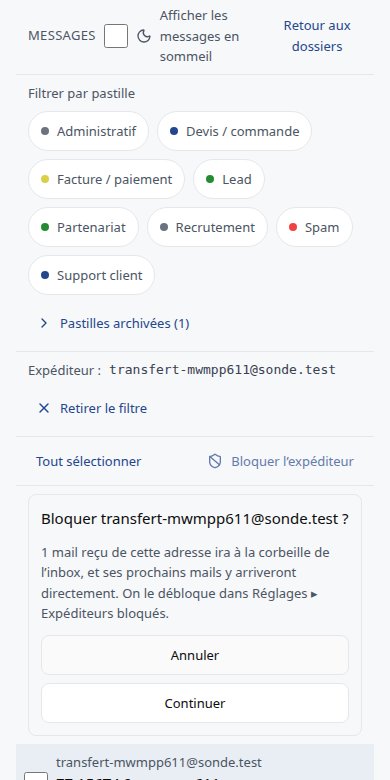 Afficher les
messages en
sommeil
MESSAGES
Retour aux
dossiers
Filtrer par pastille
Administratif
Devis / commande
Facture / paiement
Lead
Partenariat
Recrutement
Spam
Support client
Pastilles archivées (1)
Expéditeur : transfert-mwmpp611@sonde.test
Retirer le filtre
Tout sélectionner
Bloquer l’expéditeur
Bloquer transfert-mwmpp611@sonde.test ?
1 mail reçu de cette adresse ira à la corbeille de
l’inbox, et ses prochains mails y arriveront
directement. On le débloque dans Réglages ▸
Expéditeurs bloqués.
Annuler
Continuer
transfert-mwmpp611@sonde.test